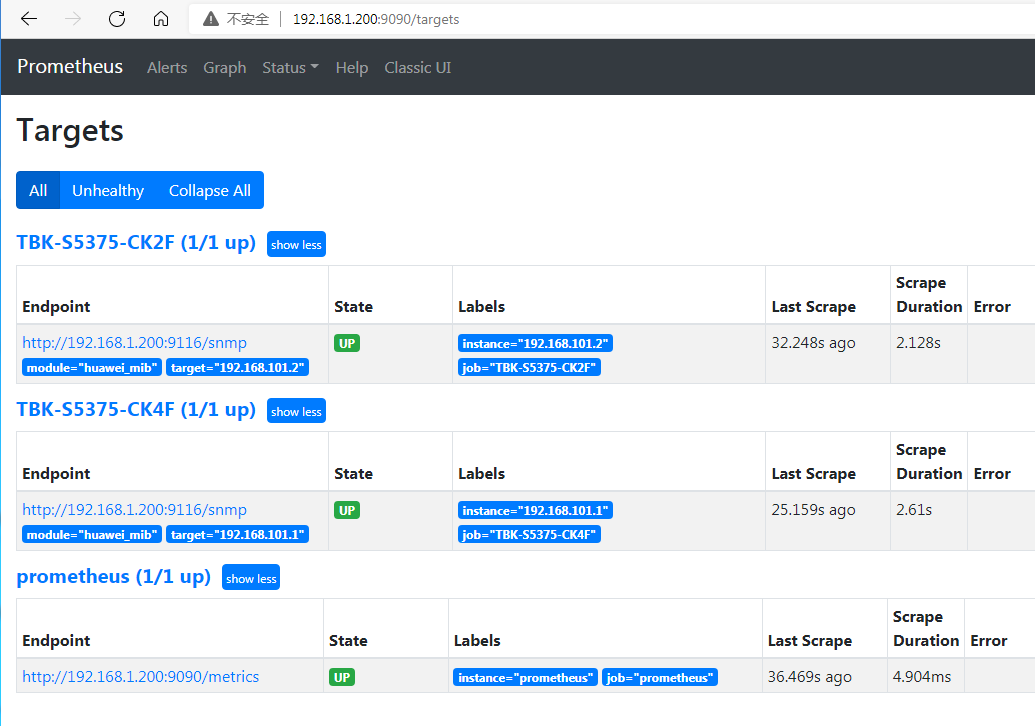 不安全 192.168.1.200:9090/targets
Prometheus Alerts Graph Status Help Classic UI
Targets
All Unhealthy Collapse All
TBK-S5375-CK2F (1/1 up) show less
Endpoint State Labels Last Scrape Scrape Duration Error
http://192.168.1.200:9116/snmp UP instance="192.168.101.2" 32.248s ago 2.128s
module="huawei_mib" target="192.168.101.2" job="TBK-S5375-CK2F"
TBK-S5375-CK4F (1/1 up) show less
Endpoint State Labels Last Scrape Scrape Duration Error
http://192.168.1.200:9116/snmp UP instance="192.168.101.1" 25.159s ago 2.61s
module="huawei_mib" target="192.168.101.1" job="TBK-S5375-CK4F"
prometheus (1/1 up) show less
Endpoint State Labels Last Scrape Scrape Duration Error
http://192.168.1.200:9090/metrics UP instance="prometheus" job="prometheus" 36.469s ago 4.904ms